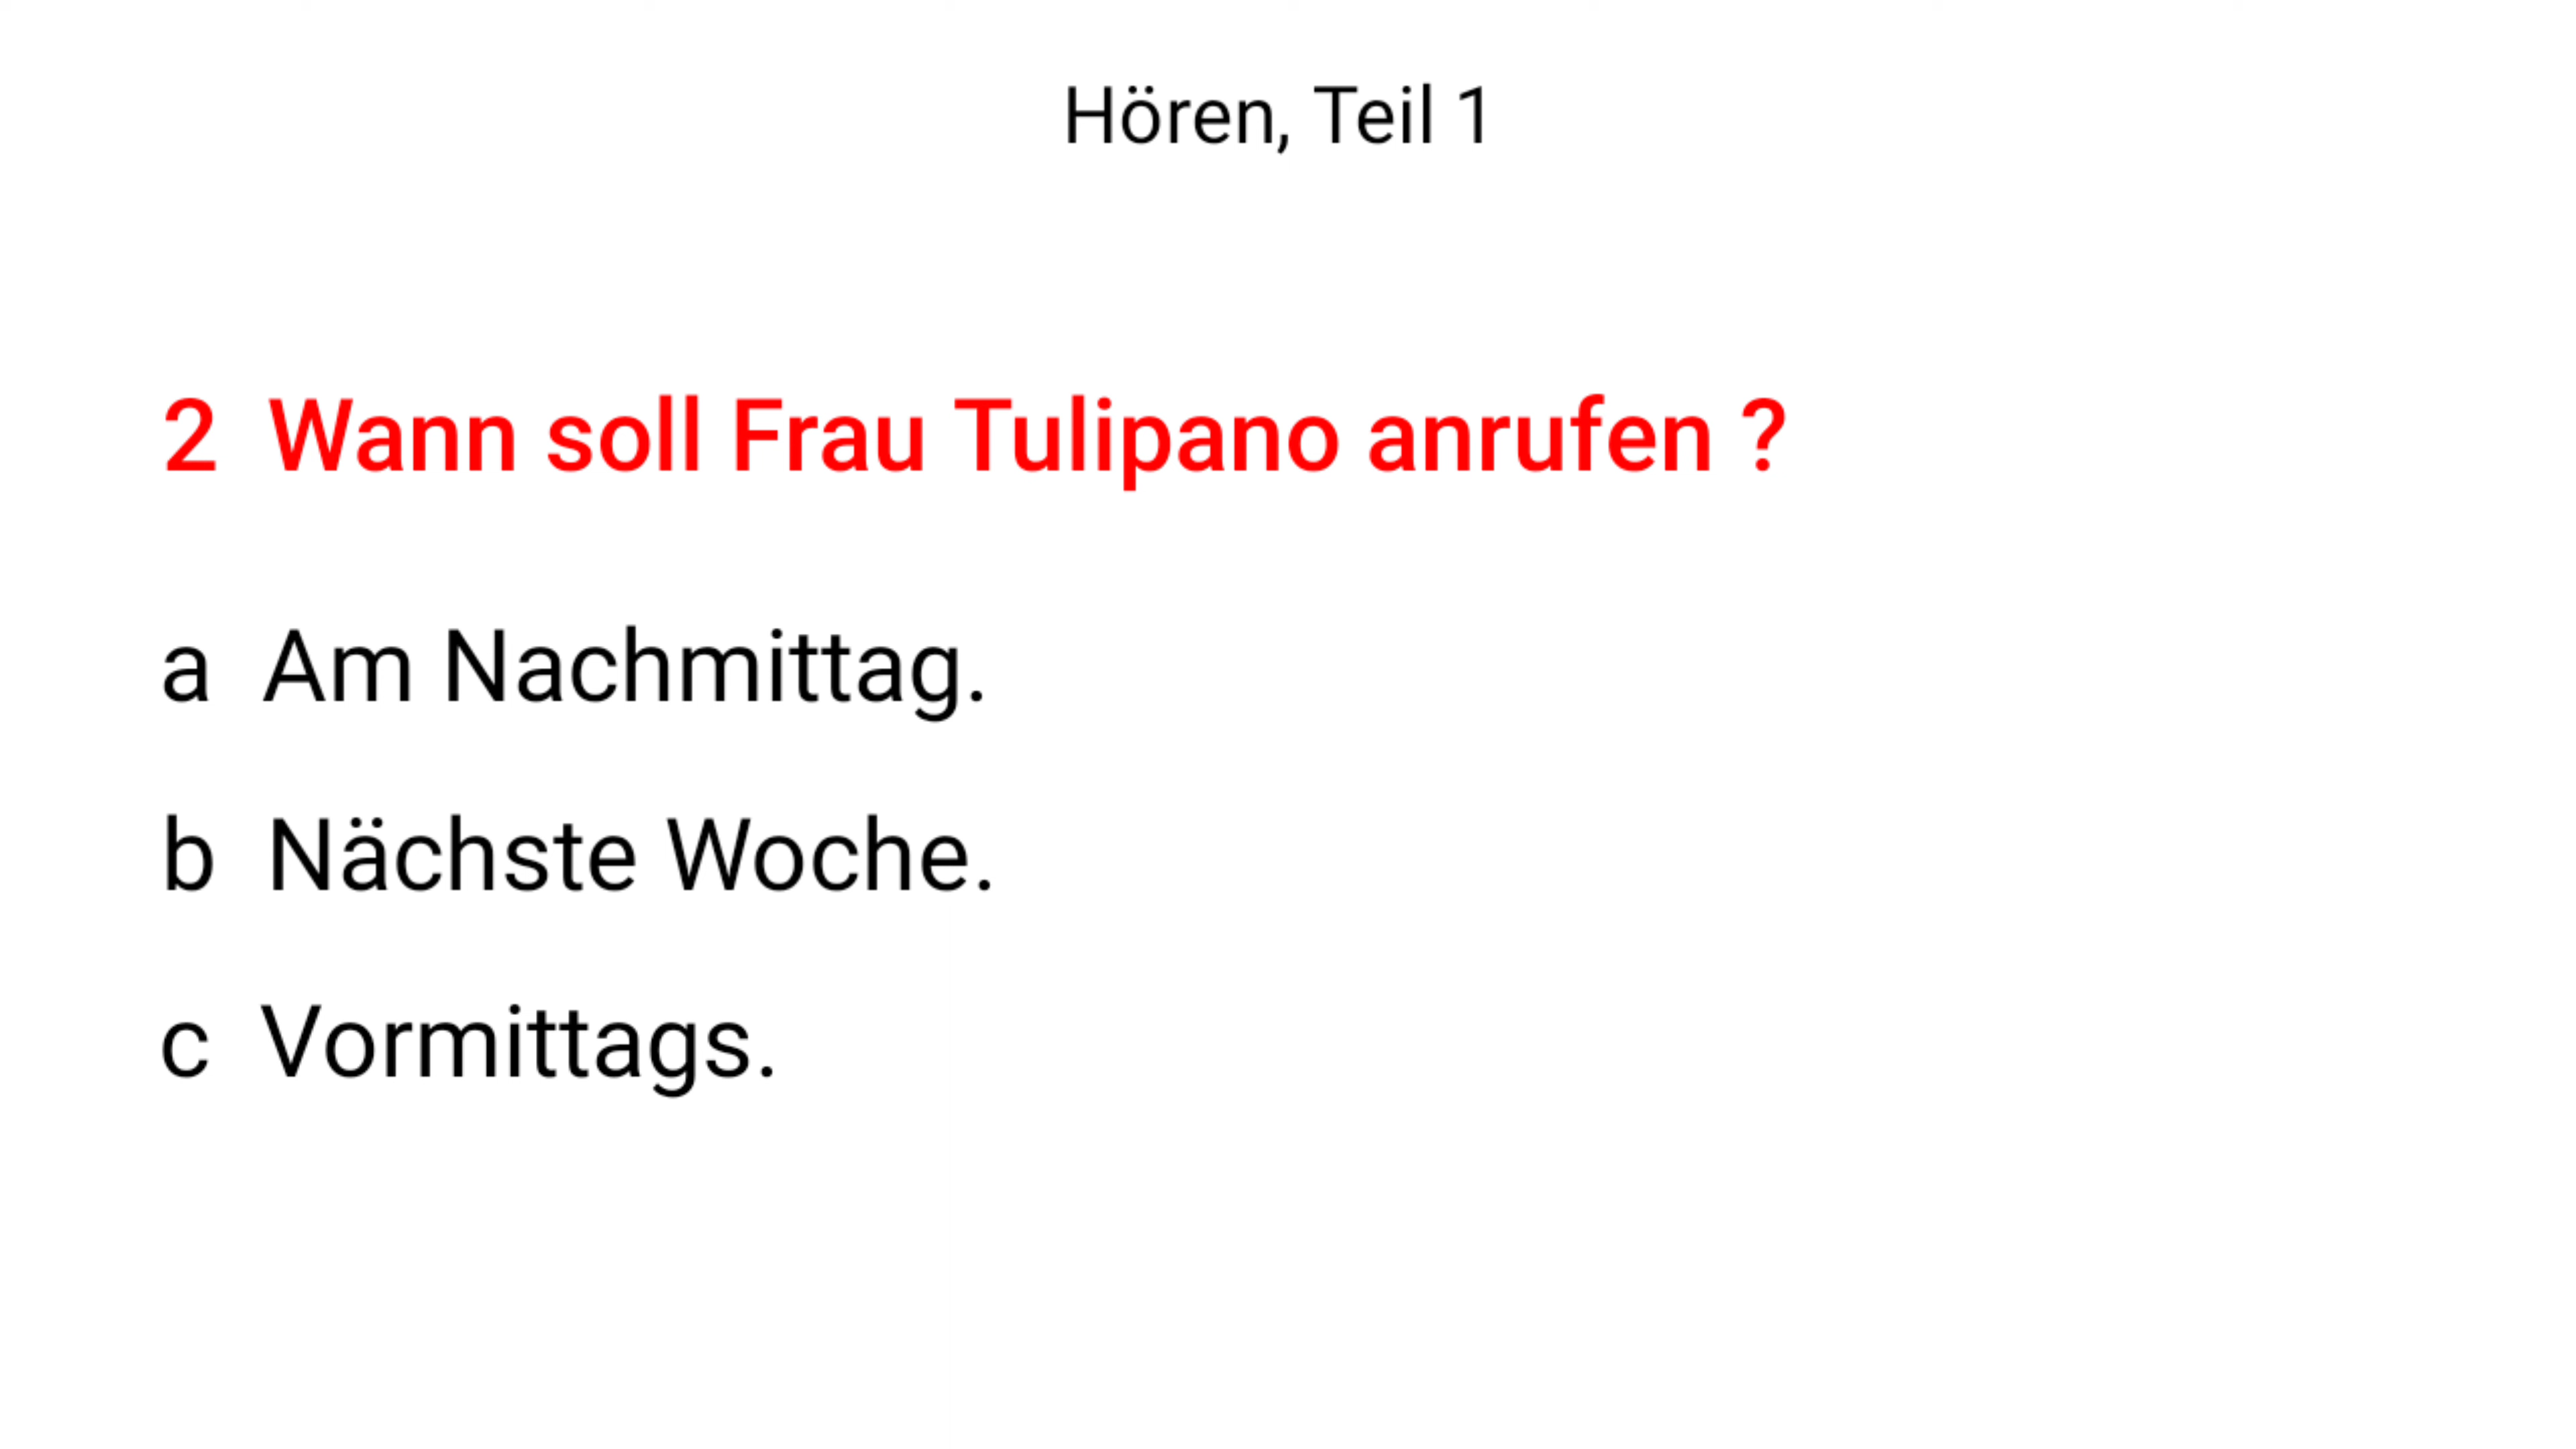 Hören, Teil 1
2 Wann soll Frau Tulipano anrufen ?
a Am Nachmittag.
b Nächste Woche.
c Vormittags.